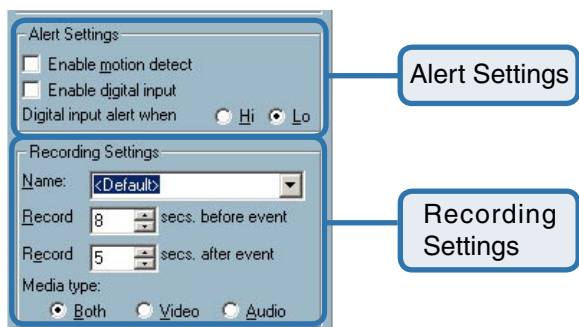 Alert Settings
Enable motion detect
Enable digital input
Digital input alert when Hi Lo
Alert Settings
Recording Settings
Name: <Default>
Record 8 secs. before event
Record 5 secs. after event
Media type:
Both Video Audio
Recording
Settings